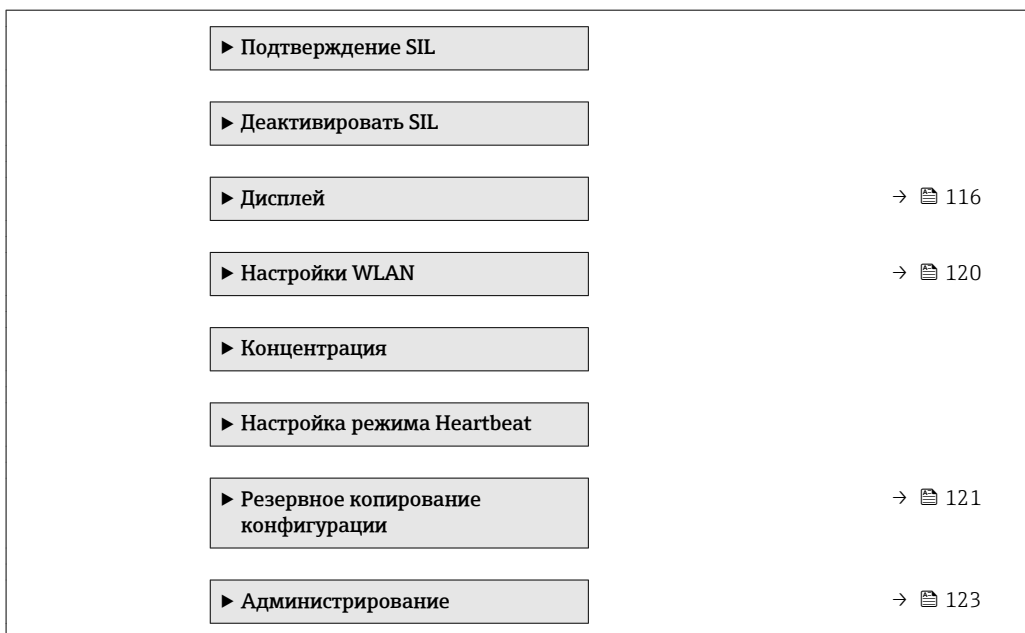 ▶ Подтверждение SIL
▶ Деактивировать SIL
▶ Дисплей → 116
▶ Настройки WLAN → 120
▶ Концентрация
▶ Настройка режима Heartbeat
▶ Резервное копирование → 121
конфигурации
▶ Администрирование → 123